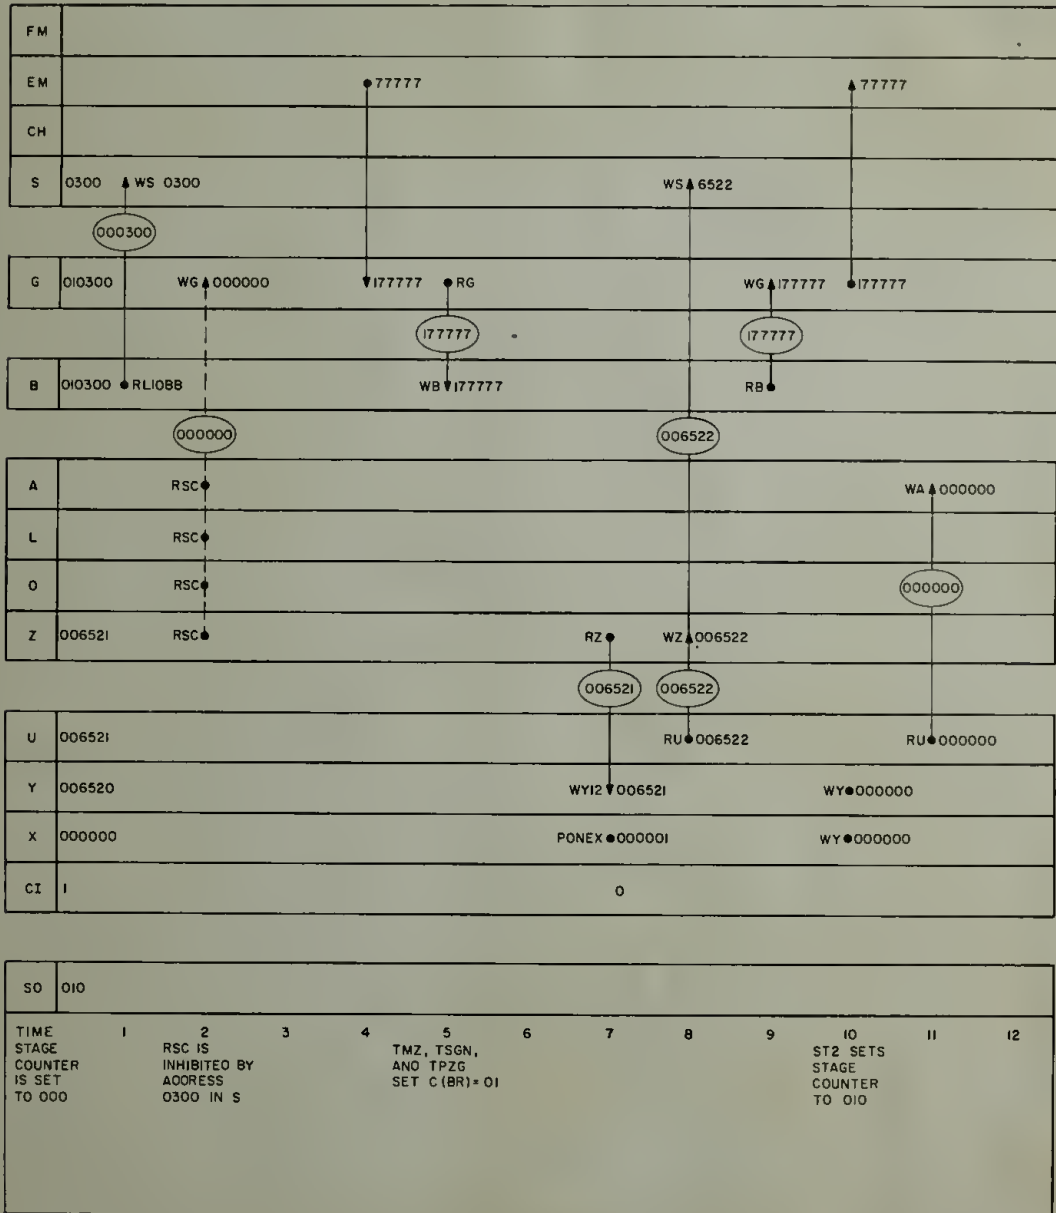 FM
EM 77777 77777
CH
S 0300 WS 0300 WS 6522
000300
G 010300 WG 000000 177777 RG WG 177777 177777
177777 177777
B 010300 RL10BB WB 177777 RB
000000 006522
A RSC WA 000000
L RSC
O RSC 000000
Z 006521 RSC RZ WZ 006522
006521 006522
U 006521 RU 006522 RU 000000
Y 006520 WY12 006521 WY 000000
X 000000 PONEX 000001 WY 000000
CI 1 0
SO 010
TIME 1 2 3 4 5 6 7 8 9 10 11 12
STAGE RSC IS TMZ, TSGN, ST2 SETS
COUNTER INHIBITED BY AND TPZG STAGE
IS SET ADDRESS SET C(BR)=01 COUNTER
TO 000 0300 IN S TO 010